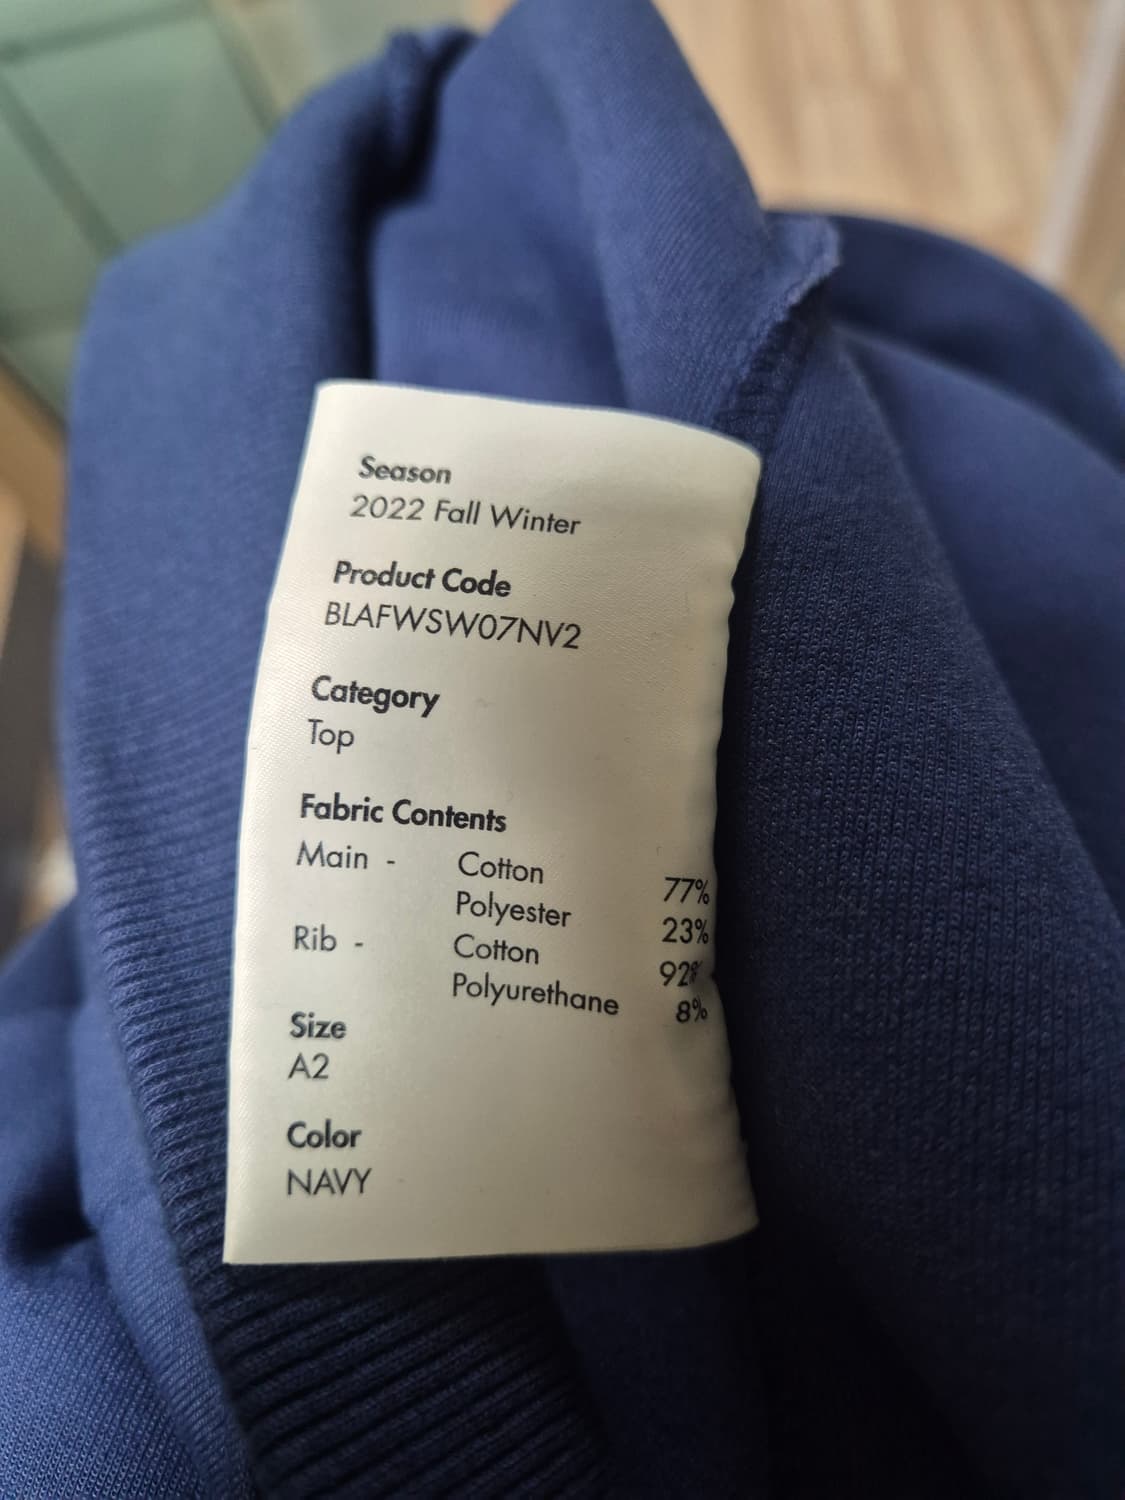 Season
2022 Fall Winter
Product Code
BLAFWSW07NV2
Category
Top
Fabric Contents
Main - Cotton 77%
Polyester 23%
Rib - Cotton 92%
Polyurethane 8%
Size
A2
Color
NAVY